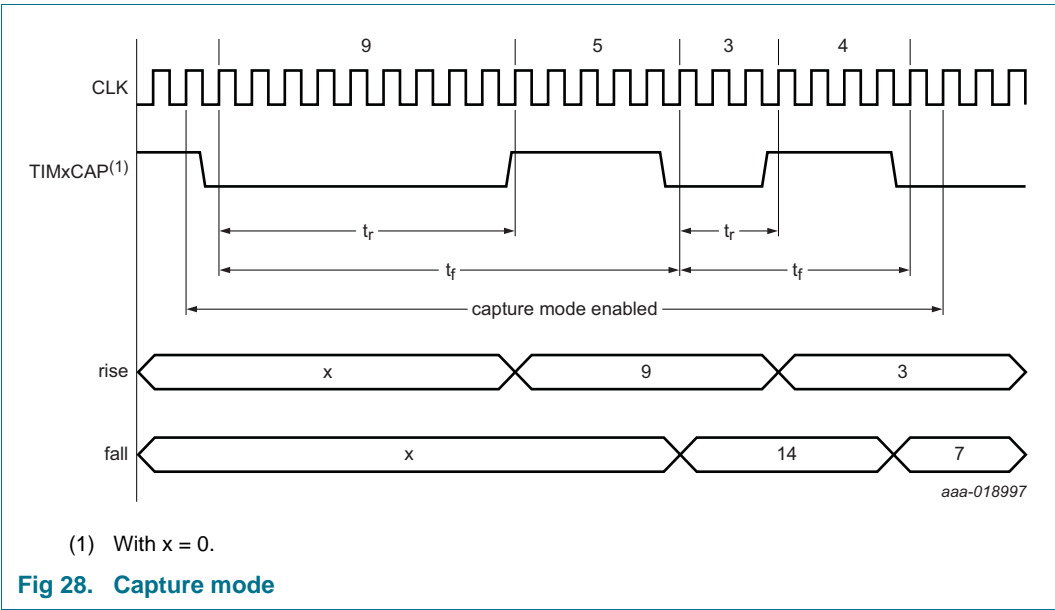 9 5 3 4
CLK
TIMxCAP(1)
tr tr
tf tf
capture mode enabled
rise x 9 3
fall x 14 7
aaa-018997
(1) With x = 0.
Fig 28. Capture mode